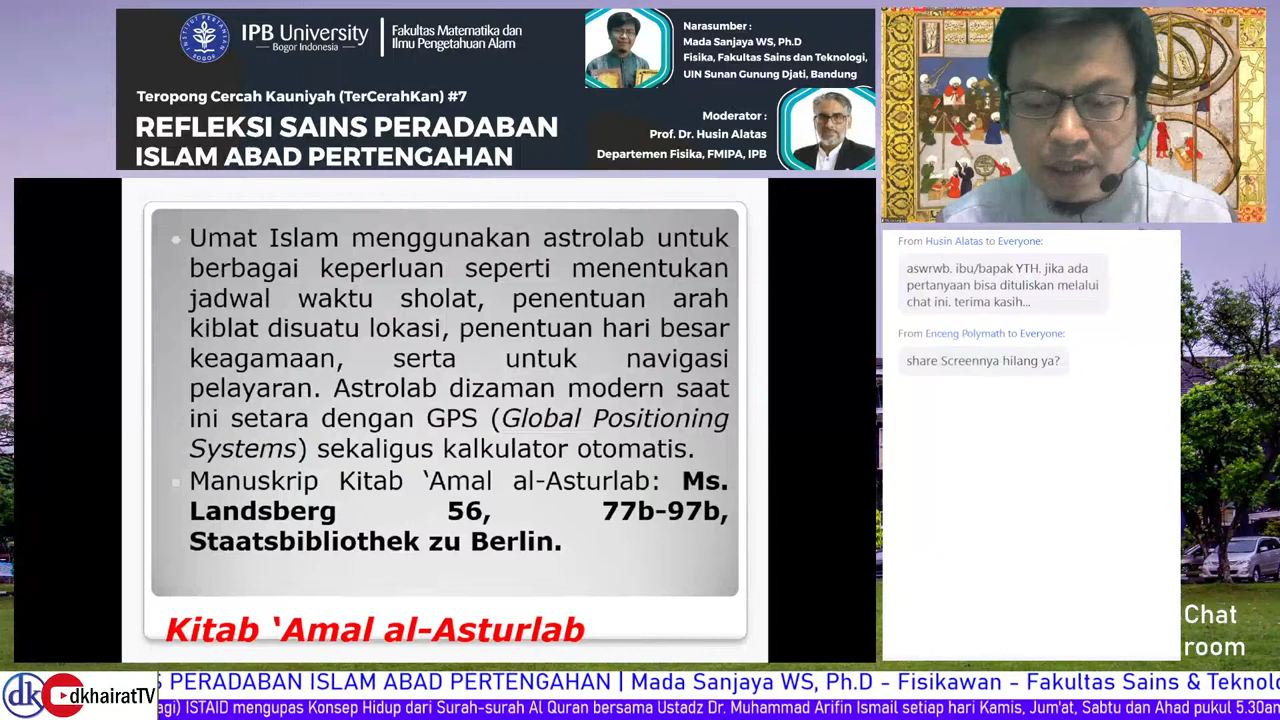 IPB University
Bogor Indonesia
Fakultas Matematika dan
Ilmu Pengetahuan Alam
Teropong Cercah Kauniyah (TerCerahKan) #7
REFLEKSI SAINS PERADABAN
ISLAM ABAD PERTENGAHAN
Narasumber :
Mada Sanjaya WS, Ph.D
Fisika, Fakultas Sains dan Teknologi,
UIN Sunan Gunung Djati, Bandung
Moderator :
Prof. Dr. Husin Alatas
Departemen Fisika, FMIPA, IPB
Umat Islam menggunakan astrolab untuk
berbagai keperluan seperti menentukan
jadwal waktu sholat, penentuan arah
kiblat disuatu lokasi, penentuan hari besar
keagamaan, serta untuk navigasi
pelayaran. Astrolab dizaman modern saat
ini setara dengan GPS (Global Positioning
Systems) sekaligus kalkulator otomatis.
Manuskrip Kitab ‘Amal al-Asturlab: Ms.
Landsberg 56, 77b-97b,
Staatsbibliothek zu Berlin.
Kitab ‘Amal al-Asturlab
From Husin Alatas to Everyone:
aswrwb. ibu/bapak YTH. jika ada
pertanyaan bisa dituliskan melalui
chat ini. terima kasih...
From Enceng Polymath to Everyone:
share Screennya hilang ya?
Chat
room
dk dkhairatTV
S PERADABAN ISLAM ABAD PERTENGAHAN | Mada Sanjaya WS, Ph.D - Fisikawan - Fakultas Sains & Teknolo
agi) ISTAID mengupas Konsep Hidup dari Surah-surah Al Quran bersama Ustadz Dr. Muhammad Arifin Ismail setiap hari Kamis, Jum'at, Sabtu dan Ahad pukul 5.30am